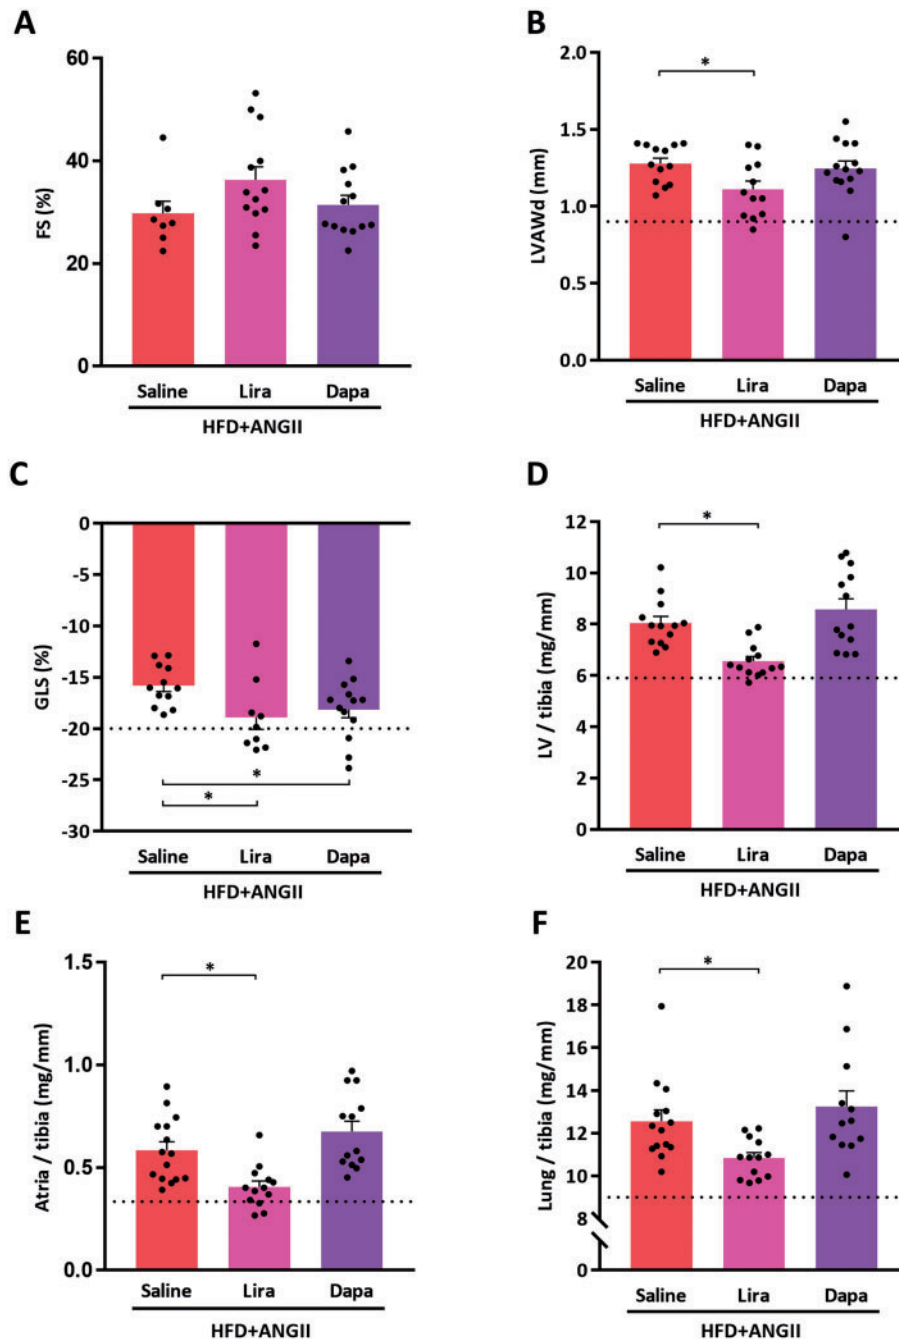 A
60
40
20
0
FS (%)
Saline Lira Dapa
HFD+ANGII
B
*
2.0
1.5
1.0
0.5
0.0
LVAWd (mm)
Saline Lira Dapa
HFD+ANGII
C
0
-5
-10
-15
-20
-25
-30
GLS (%)
*
*
Saline Lira Dapa
HFD+ANGII
D
*
12
10
8
6
4
2
0
LV / tibia (mg/mm)
Saline Lira Dapa
HFD+ANGII
E
*
1.5
1.0
0.5
0.0
Atria / tibia (mg/mm)
Saline Lira Dapa
HFD+ANGII
F
*
20
18
16
14
12
10
8
0
Lung / tibia (mg/mm)
Saline Lira Dapa
HFD+ANGII